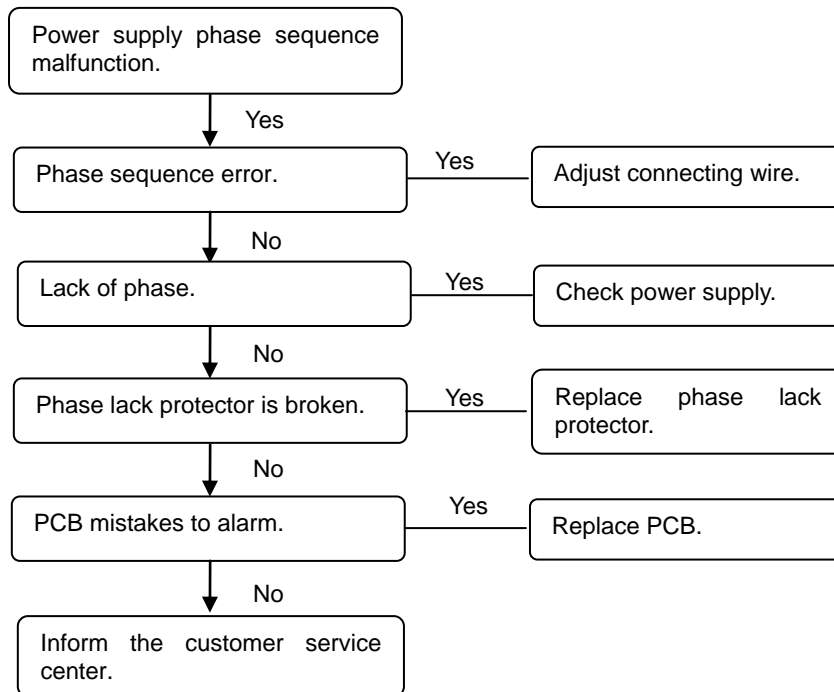 Power supply phase sequence
malfunction.
Yes
Phase sequence error.
Yes
Adjust connecting wire.
No
Lack of phase.
Yes
Check power supply.
No
Phase lack protector is broken.
Yes
Replace phase lack
protector.
No
PCB mistakes to alarm.
Yes
Replace PCB.
No
Inform the customer service
center.